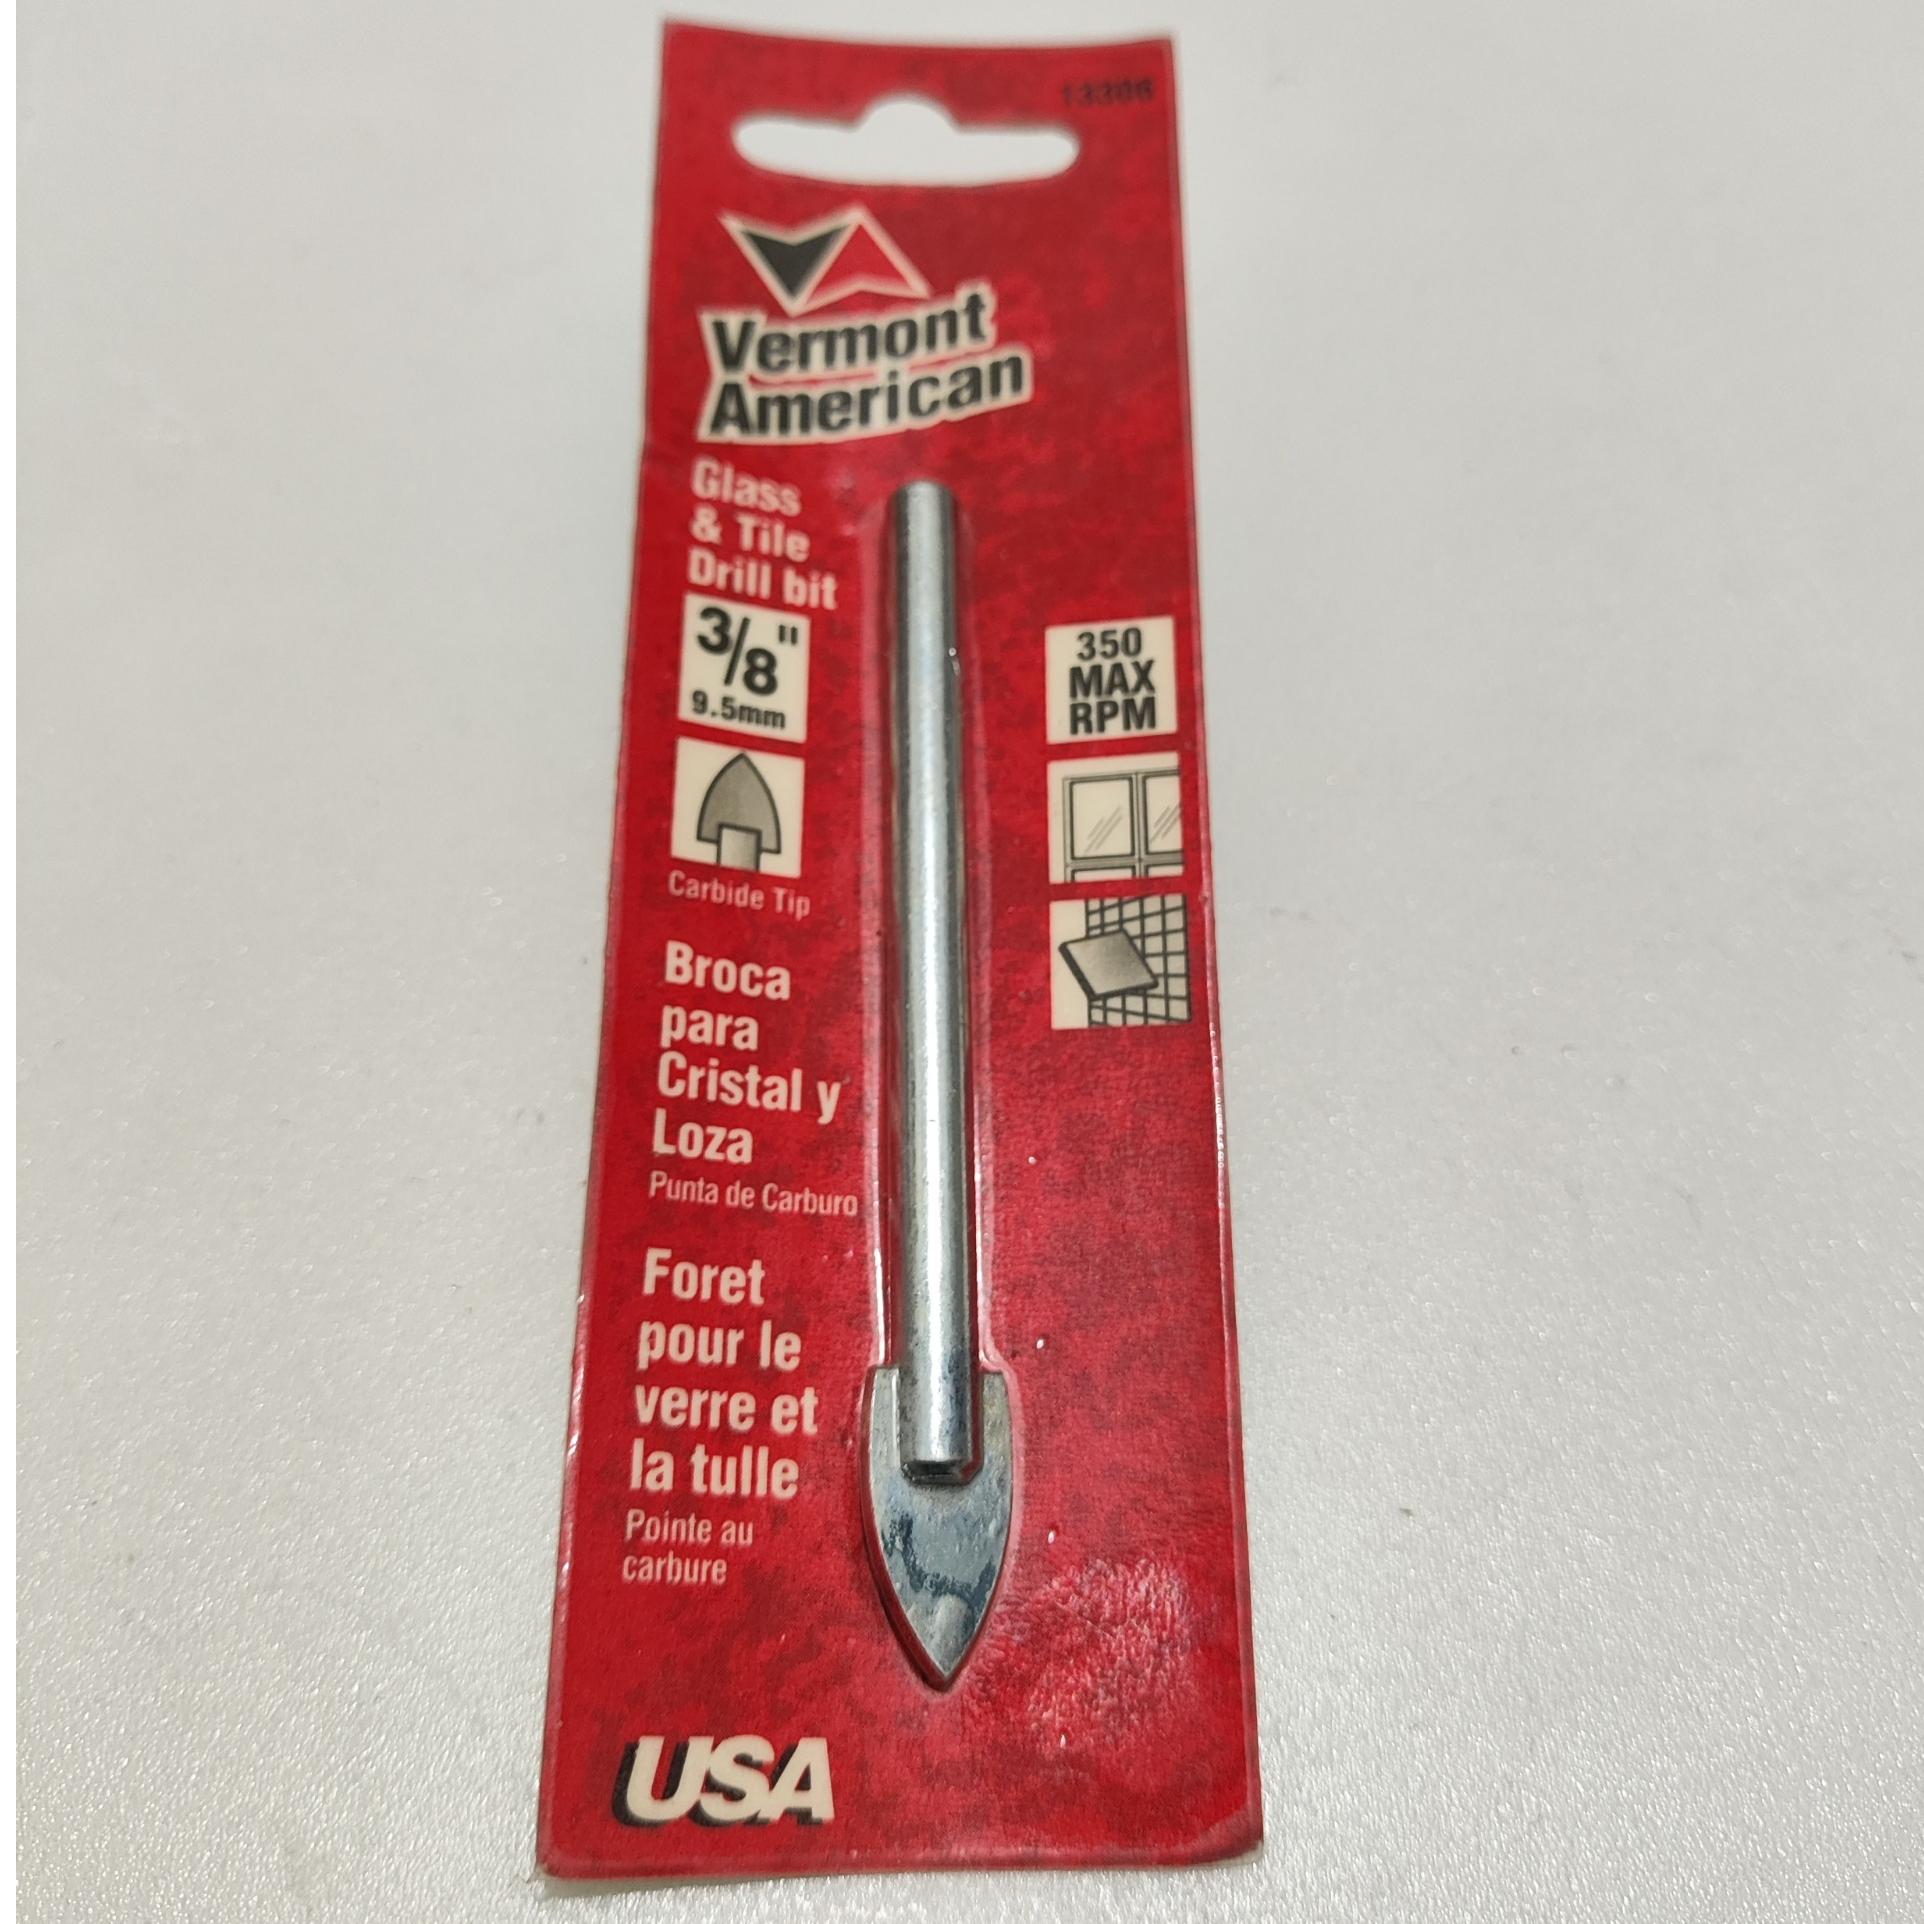 13306
Vermont
American
Glass
& Tile
Drill bit
3/8"
9.5mm
350
MAX
RPM
Carbide Tip
Broca
para
Cristal y
Loza
Punta de Carburo
Foret
pour le
verre et
la tulle
Pointe au
carbure
USA